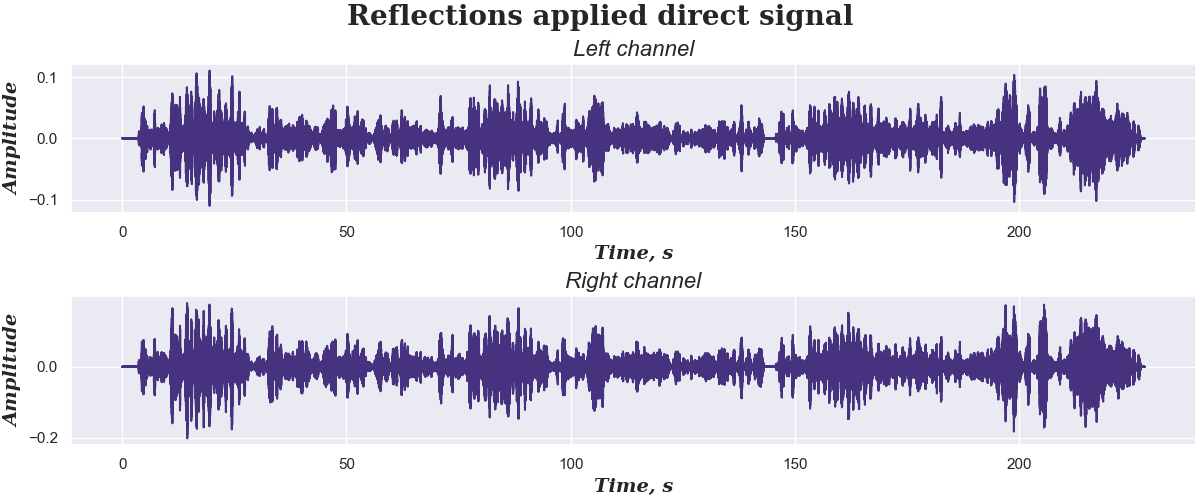 Reflections applied direct signal
Left channel
Amplitude
0.1
0.0
−0.1
0 50 100 150 200
Time, s
Right channel
Amplitude
0.0
−0.2
0 50 100 150 200
Time, s